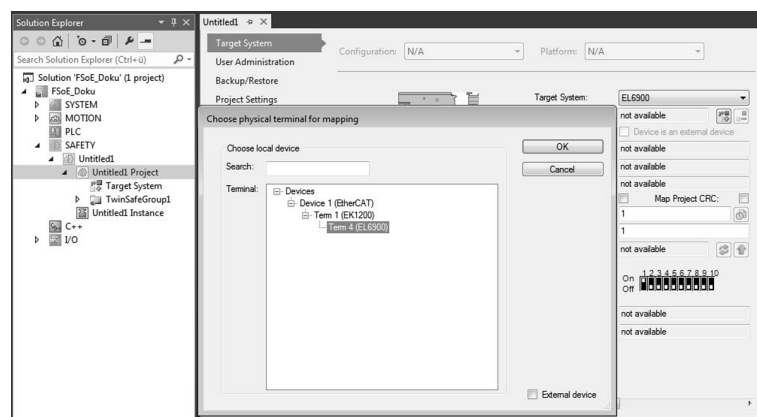 Solution Explorer
Search Solution Explorer (Ctrl+ü)
Solution 'FSoE_Doku' (1 project)
FSoE_Doku
SYSTEM
MOTION
PLC
SAFETY
Untitled1
Untitled1 Project
Target System
TwinSafeGroup1
Untitled1 Instance
C++
I/O
Untitled1
Target System
User Administration
Backup/Restore
Project Settings
Configuration: N/A
Platform: N/A
Target System: EL6900
not available
Device is an external device
not available
not available
not available
Map Project CRC:
1
1
not available
On 1 2 3 4 5 6 7 8 9 10
Off
not available
not available
Choose physical terminal for mapping
Choose local device
Search:
Terminal:
Devices
Device 1 (EtherCAT)
Term 1 (EK1200)
Term 4 (EL6900)
OK
Cancel
External device